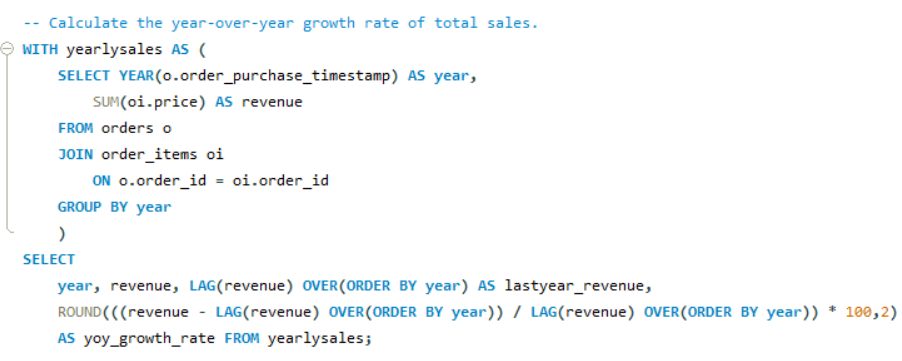 -- Calculate the year-over-year growth rate of total sales.
WITH yearlysales AS (
SELECT YEAR(o.order_purchase_timestamp) AS year,
SUM(oi.price) AS revenue
FROM orders o
JOIN order_items oi
ON o.order_id = oi.order_id
GROUP BY year
)
SELECT
year, revenue, LAG(revenue) OVER(ORDER BY year) AS lastyear_revenue,
ROUND(((revenue - LAG(revenue) OVER(ORDER BY year)) / LAG(revenue) OVER(ORDER BY year)) * 100,2)
AS yoy_growth_rate FROM yearlysales;